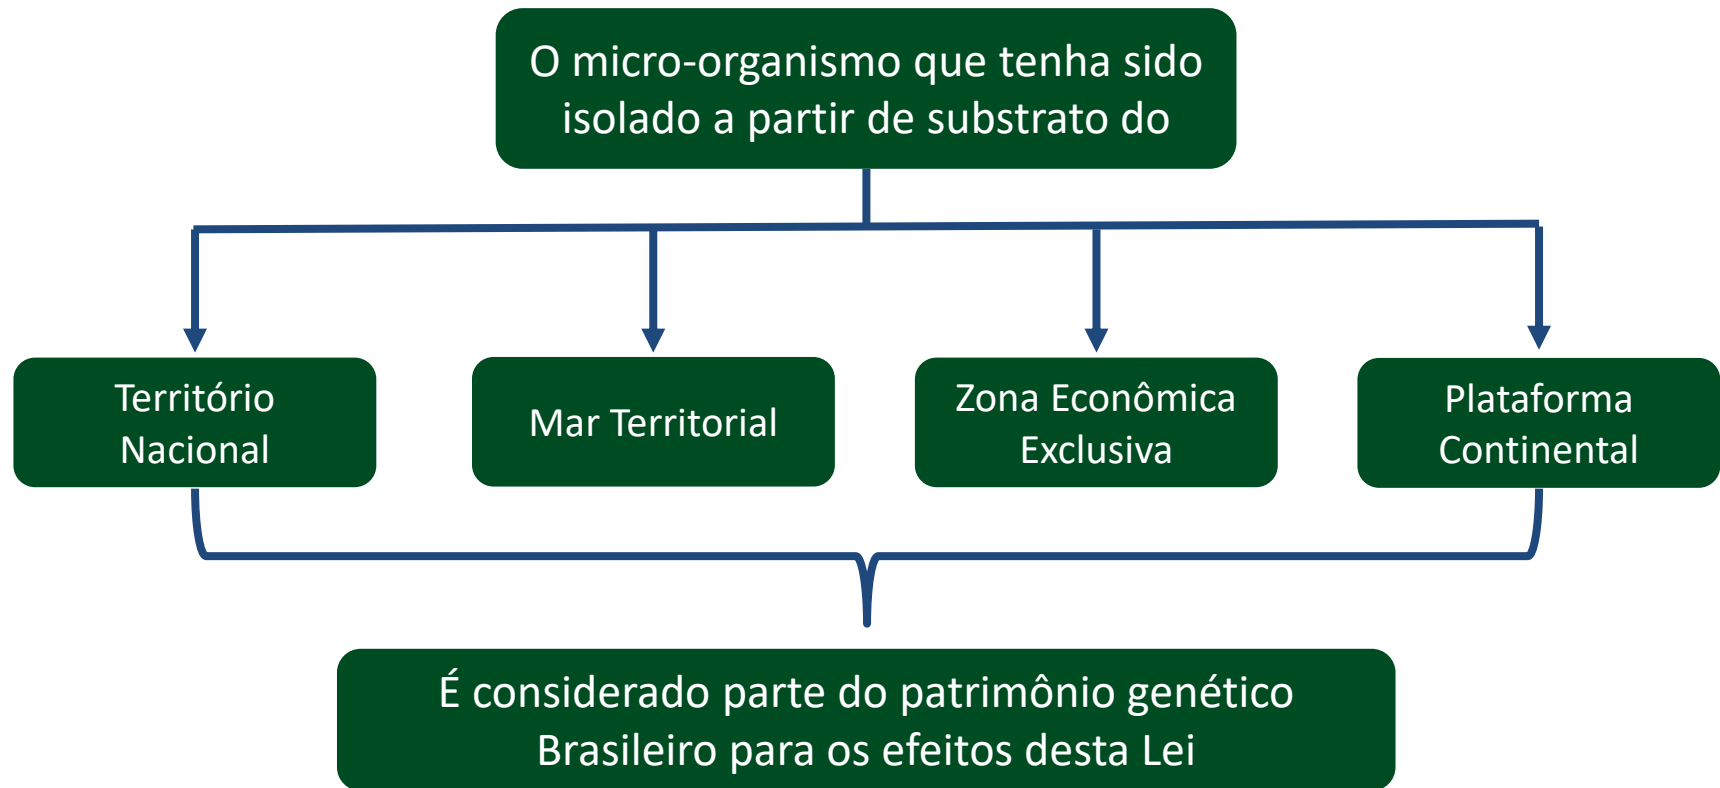 O micro-organismo que tenha sido
isolado a partir de substrato do
Território
Nacional
Mar Territorial
Zona Econômica
Exclusiva
Plataforma
Continental
É considerado parte do patrimônio genético
Brasileiro para os efeitos desta Lei